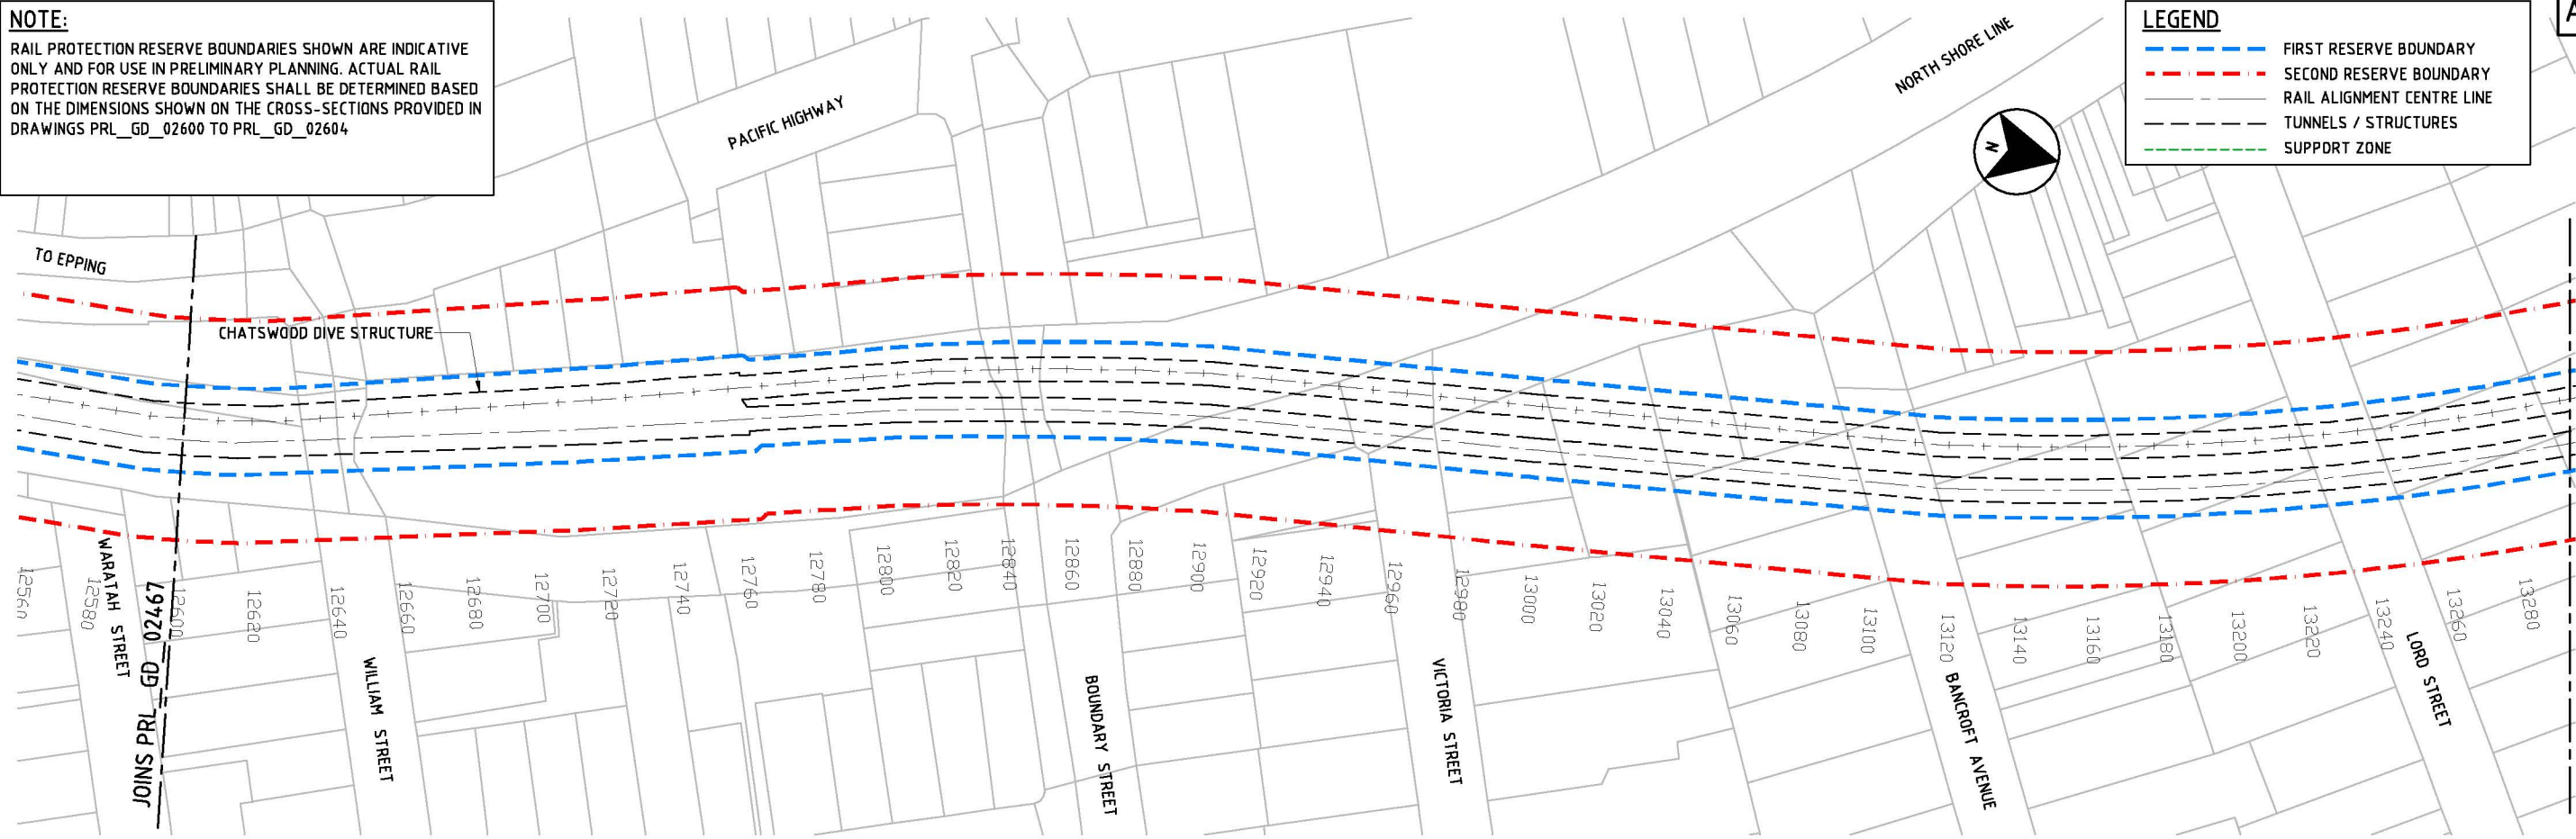 NOTE:
RAIL PROTECTION RESERVE BOUNDARIES SHOWN ARE INDICATIVE
ONLY AND FOR USE IN PRELIMINARY PLANNING. ACTUAL RAIL
PROTECTION RESERVE BOUNDARIES SHALL BE DETERMINED BASED
ON THE DIMENSIONS SHOWN ON THE CROSS-SECTIONS PROVIDED IN
DRAWINGS PRL_GD_02600 TO PRL_GD_02604
LEGEND
FIRST RESERVE BOUNDARY
SECOND RESERVE BOUNDARY
RAIL ALIGNMENT CENTRE LINE
TUNNELS / STRUCTURES
SUPPORT ZONE
A
NORTH SHORE LINE
PACIFIC HIGHWAY
N
TO EPPING
CHATSWOOD DIVE STRUCTURE
12560
12580
12600
12620
12640
12660
12680
12700
12720
12740
12760
12780
12800
12820
12840
12860
12880
12900
12920
12940
12960
12980
13000
13020
13040
13060
13080
13100
13120
13140
13160
13180
13200
13220
13240
13260
13280
WARATAH STREET
JOINS PRL_GD_02497
WILLIAM STREET
BOUNDARY STREET
VICTORIA STREET
BANCROFT AVENUE
LORD STREET